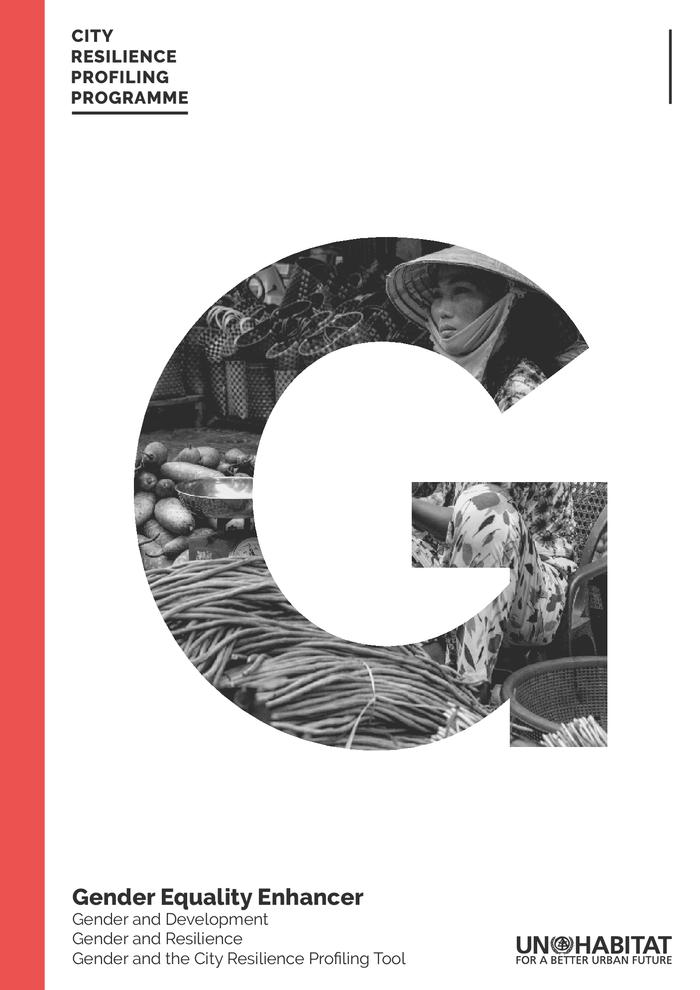 CITY
RESILIENCE
PROFILING
PROGRAMME
G
Gender Equality Enhancer
Gender and Development
Gender and Resilience
Gender and the City Resilience Profiling Tool
UN HABITAT
FOR A BETTER URBAN FUTURE